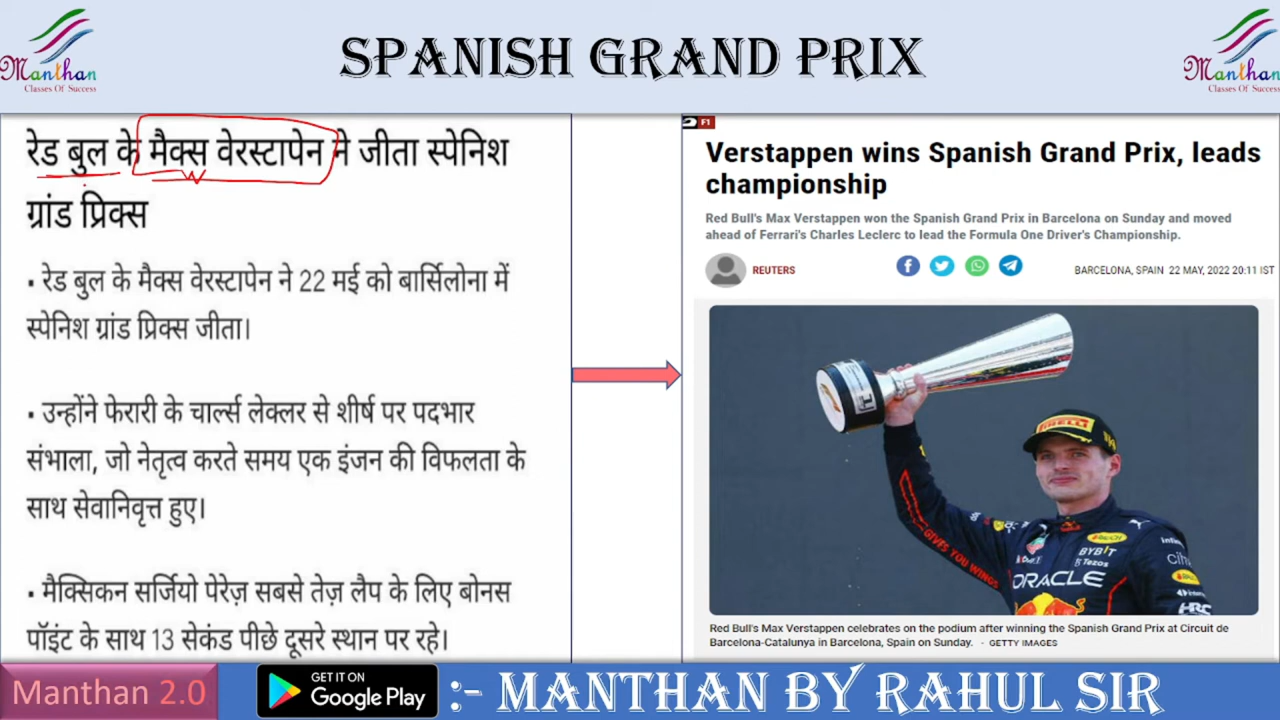 Manthan
Classes Of Success
SPANISH GRAND PRIX
Manthan
Classes Of Success
रेड बुल के मैक्स वेरस्टापेन ने जीता स्पेनिश
ग्रांड प्रिक्स
▪ रेड बुल के मैक्स वेरस्टापेन ने 22 मई को बार्सिलोना में
स्पेनिश ग्रांड प्रिक्स जीता।
▪ उन्होंने फेरारी के चार्ल्स लेक्लर से शीर्ष पर पदभार
संभाला, जो नेतृत्व करते समय एक इंजन की विफलता के
साथ सेवानिवृत्त हुए।
▪ मैक्सिकन सर्जियो पेरेज़ सबसे तेज़ लैप के लिए बोनस
पॉइंट के साथ 13 सेकंड पीछे दूसरे स्थान पर रहे।
F1
Verstappen wins Spanish Grand Prix, leads
championship
Red Bull's Max Verstappen won the Spanish Grand Prix in Barcelona on Sunday and moved
ahead of Ferrari's Charles Leclerc to lead the Formula One Driver's Championship.
REUTERS
BARCELONA, SPAIN 22 MAY, 2022 20:11 IST
PIRELLI
GIVES YOU WINGS
BYBIT
Tezos
ORACLE
Red Bull's Max Verstappen celebrates on the podium after winning the Spanish Grand Prix at Circuit de
Barcelona-Catalunya in Barcelona, Spain on Sunday. - GETTY IMAGES
Manthan 2.0
GET IT ON
Google Play
:- MANTHAN BY RAHUL SIR